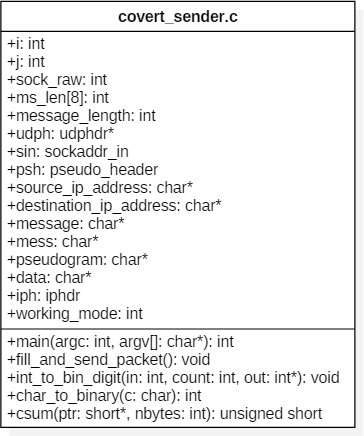 covert_sender.c
+i: int
+j: int
+sock_raw: int
+ms_len[8]: int
+message_length: int
+udph: udphdr*
+sin: sockaddr_in
+psh: pseudo_header
+source_ip_address: char*
+destination_ip_address: char*
+message: char*
+mess: char*
+pseudogram: char*
+data: char*
+iph: iphdr
+working_mode: int
+main(argc: int, argv[]: char*): int
+fill_and_send_packet(): void
+int_to_bin_digit(in: int, count: int, out: int*): void
+char_to_binary(c: char): int
+csum(ptr: short*, nbytes: int): unsigned short